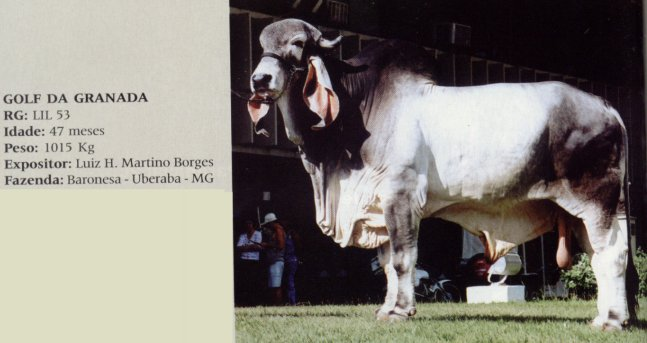 GOLF DA GRANADA
RG: LIL 53
Idade: 47 meses
Peso: 1015 Kg
Expositor: Luiz H. Martino Borges
Fazenda: Baronesa - Uberaba - MG